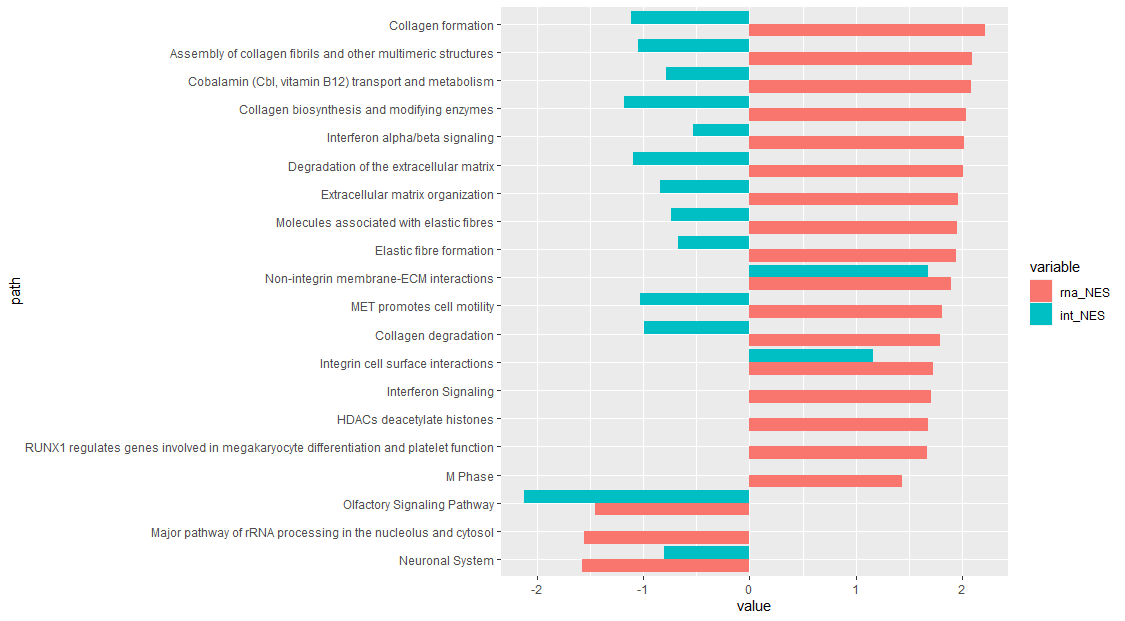 Collagen formation
Assembly of collagen fibrils and other multimeric structures
Cobalamin (Cbl, vitamin B12) transport and metabolism
Collagen biosynthesis and modifying enzymes
Interferon alpha/beta signaling
Degradation of the extracellular matrix
Extracellular matrix organization
Molecules associated with elastic fibres
Elastic fibre formation
Non-integrin membrane-ECM interactions
MET promotes cell motility
Collagen degradation
Integrin cell surface interactions
Interferon Signaling
HDACs deacetylate histones
RUNX1 regulates genes involved in megakaryocyte differentiation and platelet function
M Phase
Olfactory Signaling Pathway
Major pathway of rRNA processing in the nucleolus and cytosol
Neuronal System
path
-2 -1 0 1 2
value
variable
rna_NES
int_NES